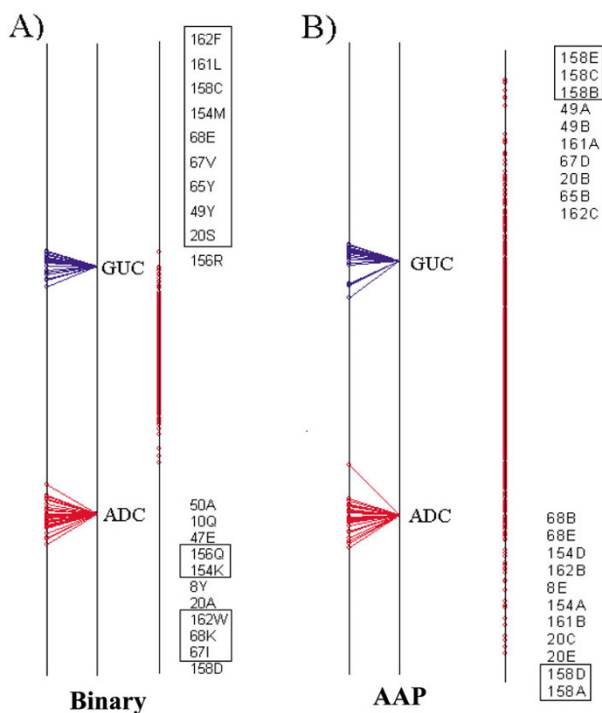 A)
162F
161L
158C
154M
68E
67V
65Y
49Y
20S
156R
GUC
ADC
50A
10Q
47E
156Q
154K
8Y
20A
162W
68K
67I
158D
Binary
B)
158E
158C
158B
49A
49B
161A
67D
20B
65B
162C
GUC
ADC
68B
68E
154D
162B
8E
154A
161B
20C
20E
158D
158A
AAP